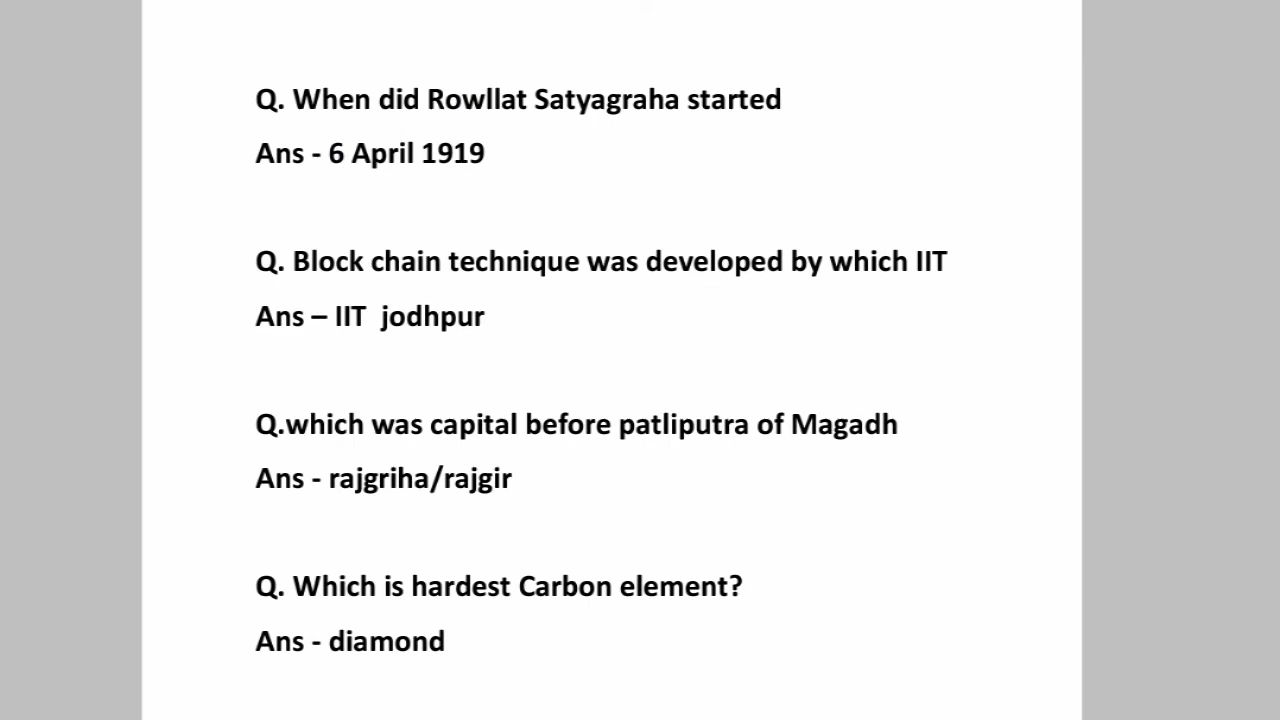 Q. When did Rowllat Satyagraha started
Ans - 6 April 1919
Q. Block chain technique was developed by which IIT
Ans – IIT  jodhpur
Q.which was capital before patliputra of Magadh
Ans - rajgriha/rajgir
Q. Which is hardest Carbon element?
Ans - diamond